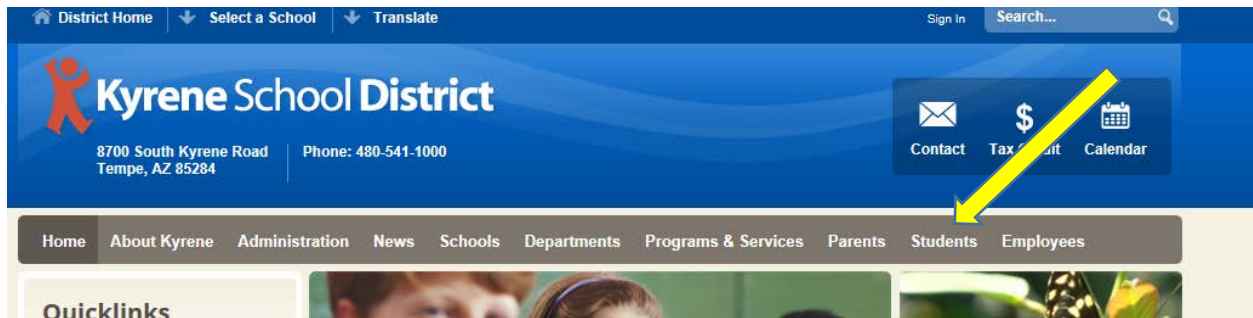 District Home Select a School Translate Sign In Search...
Kyrene School District
8700 South Kyrene Road Phone: 480-541-1000
Tempe, AZ 85284
Contact Calendar
Home About Kyrene Administration News Schools Departments Programs & Services Parents Students Employees
Quicklinks